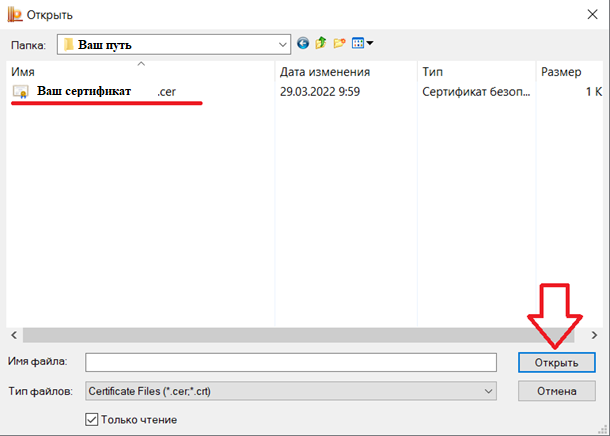 Открыть
Папка: Ваш путь
Имя Дата изменения Тип Размер
Ваш сертификат .cer 29.03.2022 9:59 Сертификат безоп... 1 К
Имя файла: Открыть
Тип файлов: Certificate Files (*.cer;*.crt) Отмена
Только чтение